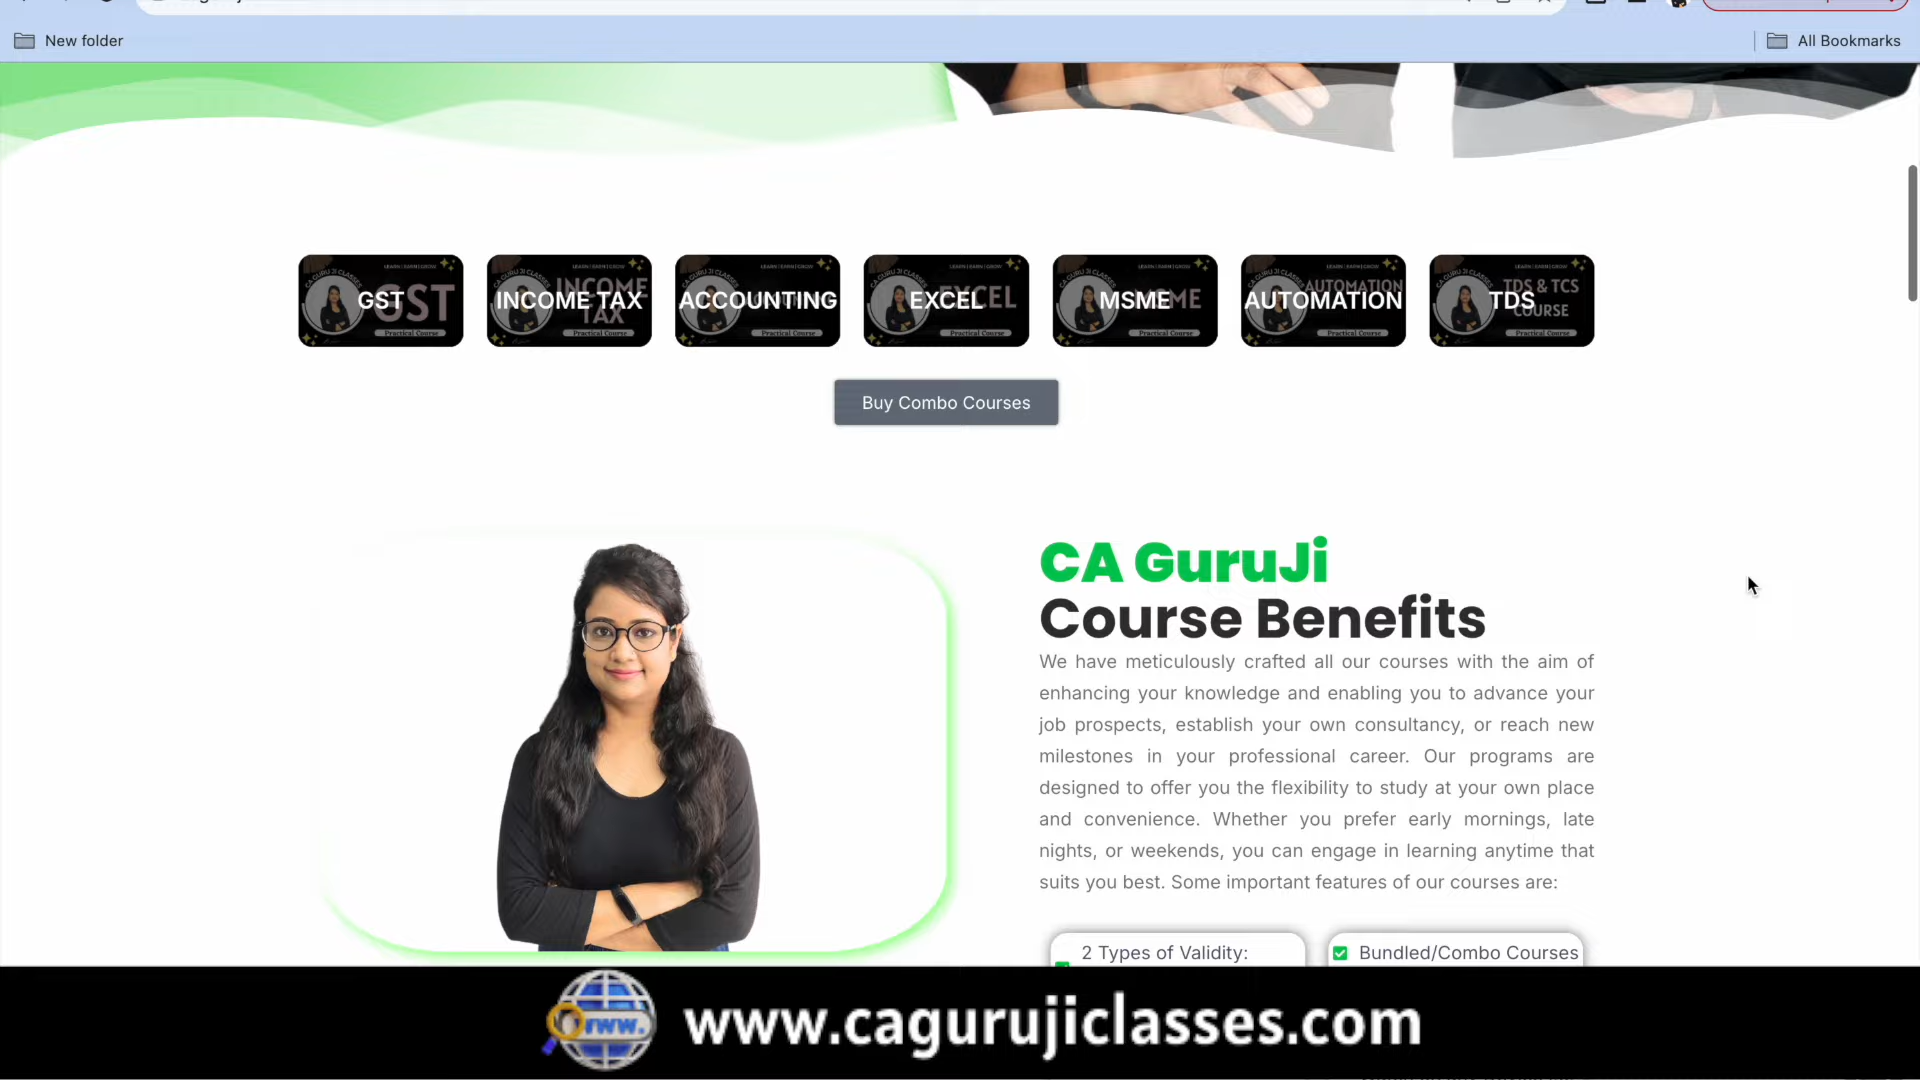 New folder
All Bookmarks
GST
INCOME TAX
ACCOUNTING
EXCEL
MSME
AUTOMATION
TDS
Buy Combo Courses
CA GuruJi
Course Benefits
We have meticulously crafted all our courses with the aim of
enhancing your knowledge and enabling you to advance your
job prospects, establish your own consultancy, or reach new
milestones in your professional career. Our programs are
designed to offer you the flexibility to study at your own place
and convenience. Whether you prefer early mornings, late
nights, or weekends, you can engage in learning anytime that
suits you best. Some important features of our courses are:
2 Types of Validity:
Bundled/Combo Courses
www.
www.cagurujiclasses.com